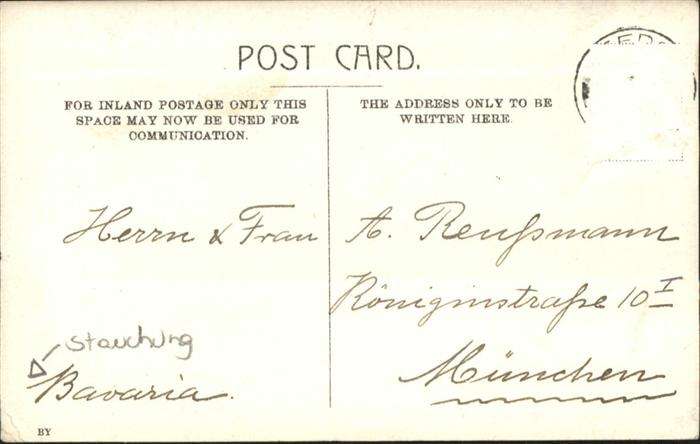 POST CARD.
FOR INLAND POSTAGE ONLY THIS
SPACE MAY NOW BE USED FOR
COMMUNICATION.
THE ADDRESS ONLY TO BE
WRITTEN HERE.
Herrn & Frau A. Reußmann
Königinstraße 10 I
München
Stauchung
Bavaria.
BY